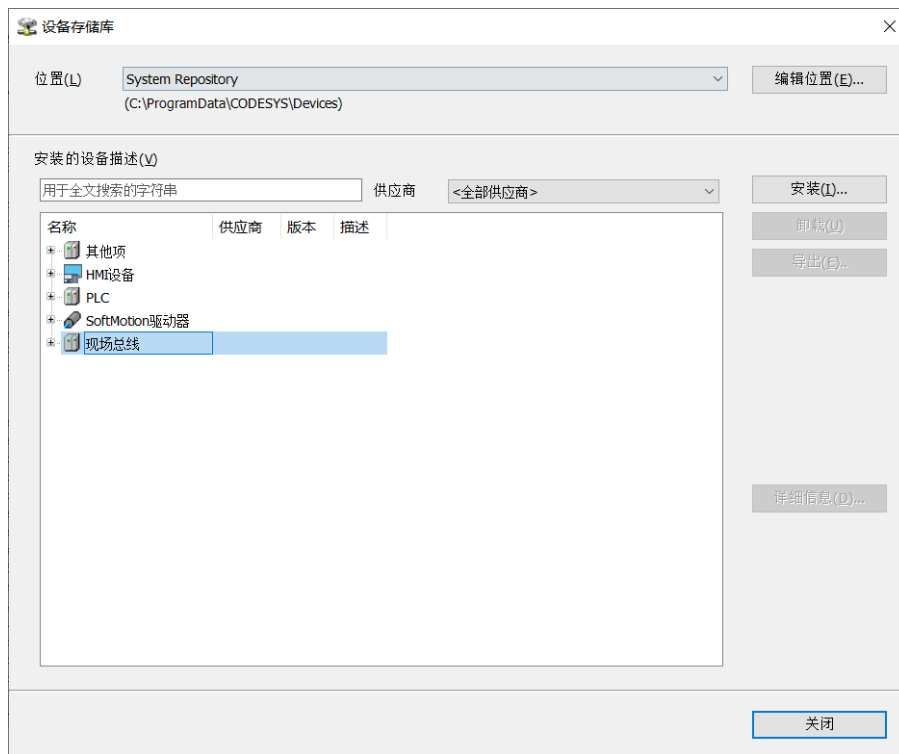 设备存储库
位置(L)
System Repository
编辑位置(E)...
(C:\ProgramData\CODESYS\Devices)
安装的设备描述(V)
用于全文搜索的字符串
供应商
<全部供应商>
安装(I)...
名称 供应商 版本 描述
卸载(U)
其他项
导出(E)..
HMI设备
PLC
SoftMotion驱动器
现场总线
详细信息(D)...
关闭